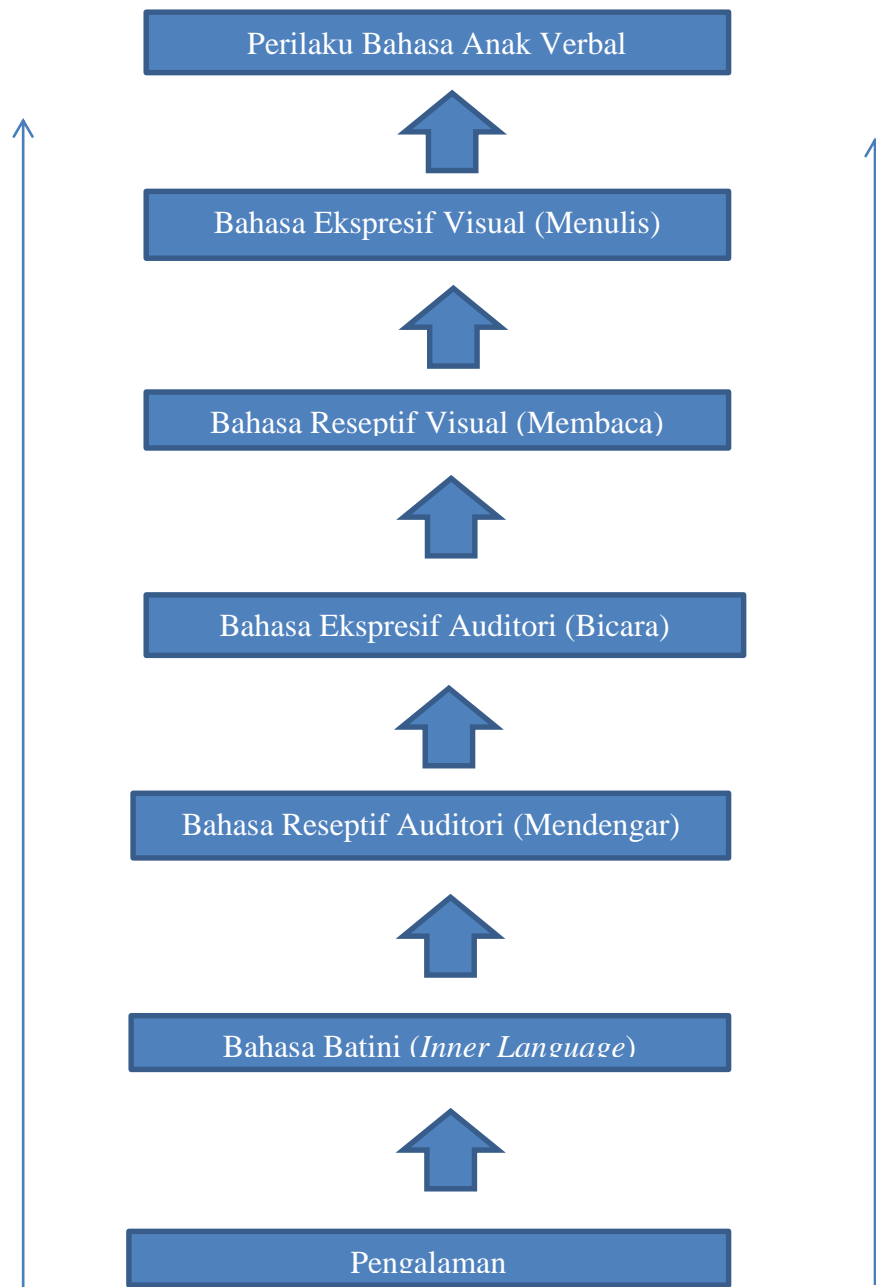 Perilaku Bahasa Anak Verbal
Bahasa Ekspresif Visual (Menulis)
Bahasa Reseptif Visual (Membaca)
Bahasa Ekspresif Auditori (Bicara)
Bahasa Reseptif Auditori (Mendengar)
Bahasa Batini (Inner Language)
Pengalaman